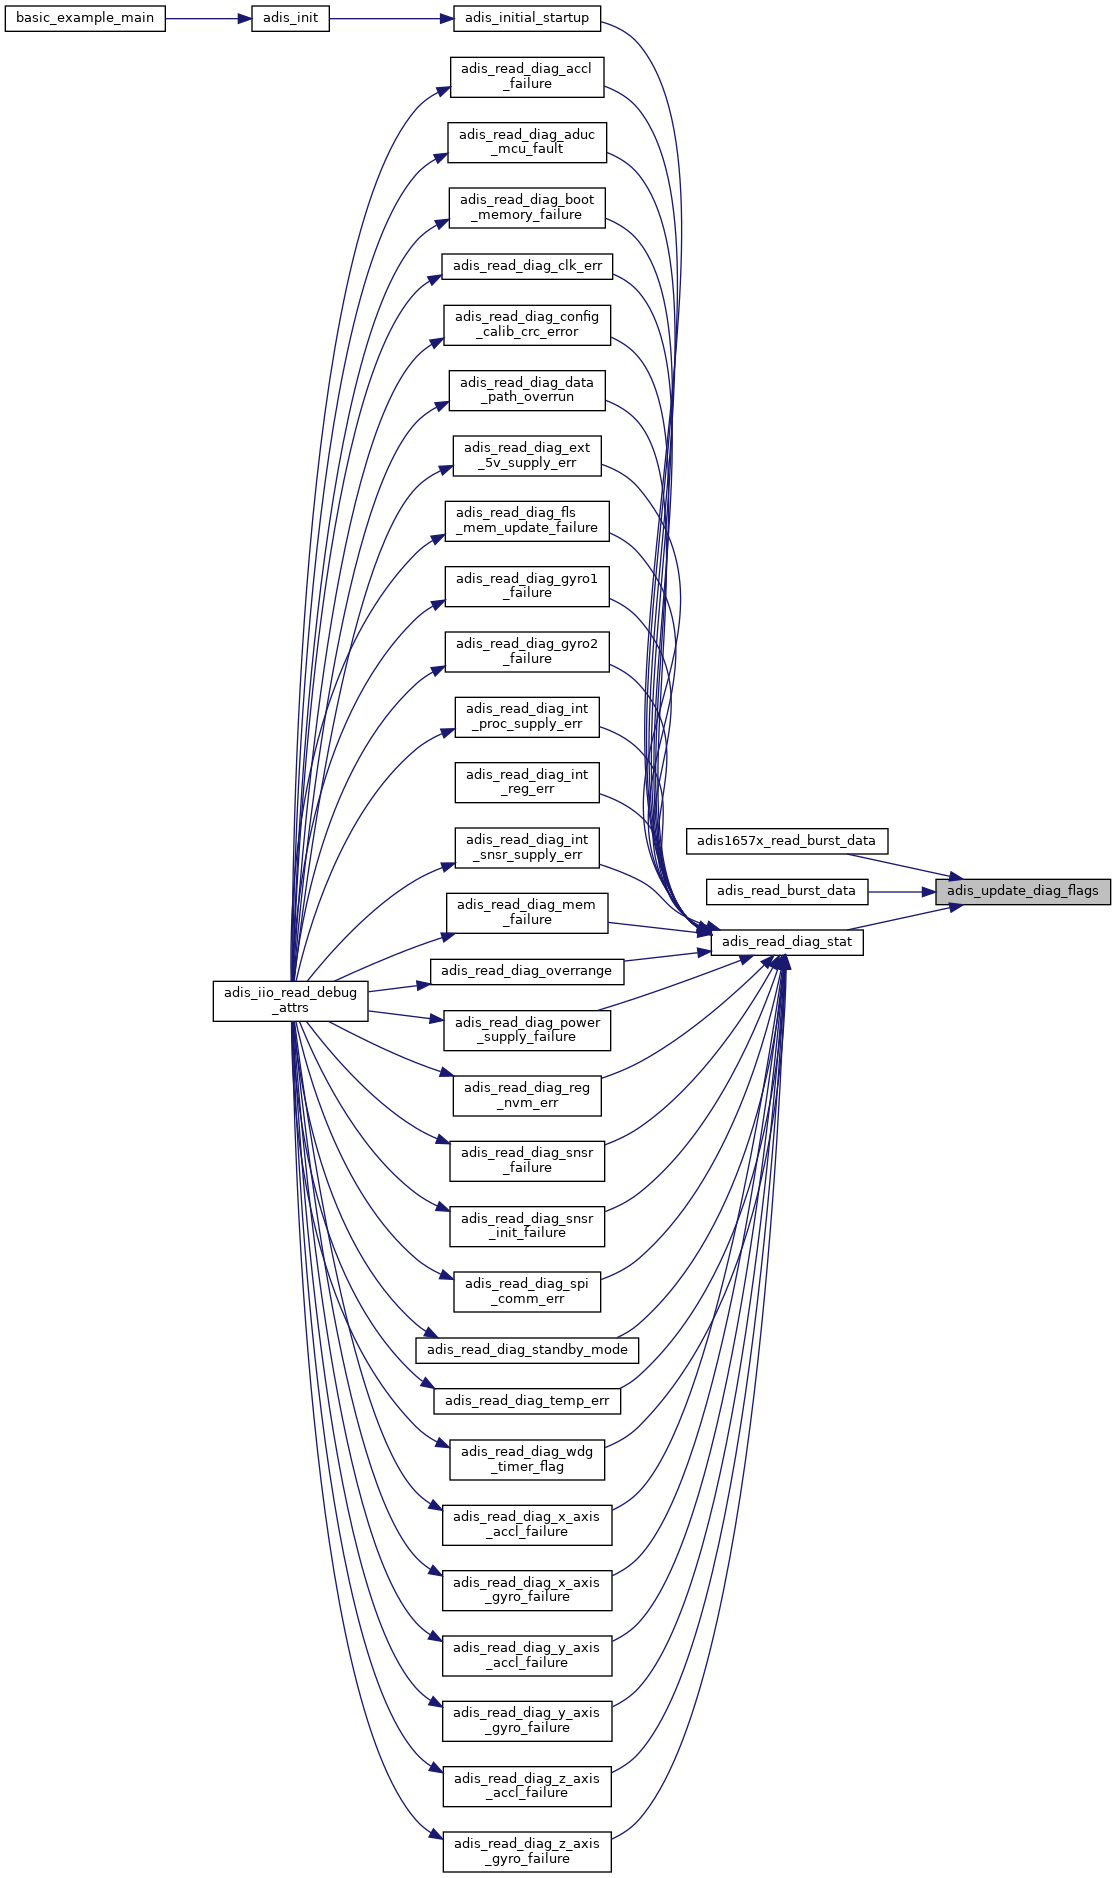 basic_example_main
adis_init
adis_initial_startup
adis_read_diag_accl
_failure
adis_read_diag_aduc
_mcu_fault
adis_read_diag_boot
_memory_failure
adis_read_diag_clk_err
adis_read_diag_config
_calib_crc_error
adis_read_diag_data
_path_overrun
adis_read_diag_ext
_5v_supply_err
adis_read_diag_fls
_mem_update_failure
adis_read_diag_gyro1
_failure
adis_read_diag_gyro2
_failure
adis_read_diag_int
_proc_supply_err
adis_read_diag_int
_reg_err
adis_read_diag_int
_snsr_supply_err
adis_read_diag_mem
_failure
adis_read_diag_overrange
adis_read_diag_power
_supply_failure
adis_read_diag_reg
_nvm_err
adis_read_diag_snsr
_failure
adis_read_diag_snsr
_init_failure
adis_read_diag_spi
_comm_err
adis_read_diag_standby_mode
adis_read_diag_temp_err
adis_read_diag_wdg
_timer_flag
adis_read_diag_x_axis
_accl_failure
adis_read_diag_x_axis
_gyro_failure
adis_read_diag_y_axis
_accl_failure
adis_read_diag_y_axis
_gyro_failure
adis_read_diag_z_axis
_accl_failure
adis_read_diag_z_axis
_gyro_failure
adis_iio_read_debug
_attrs
adis1657x_read_burst_data
adis_read_burst_data
adis_read_diag_stat
adis_update_diag_flags